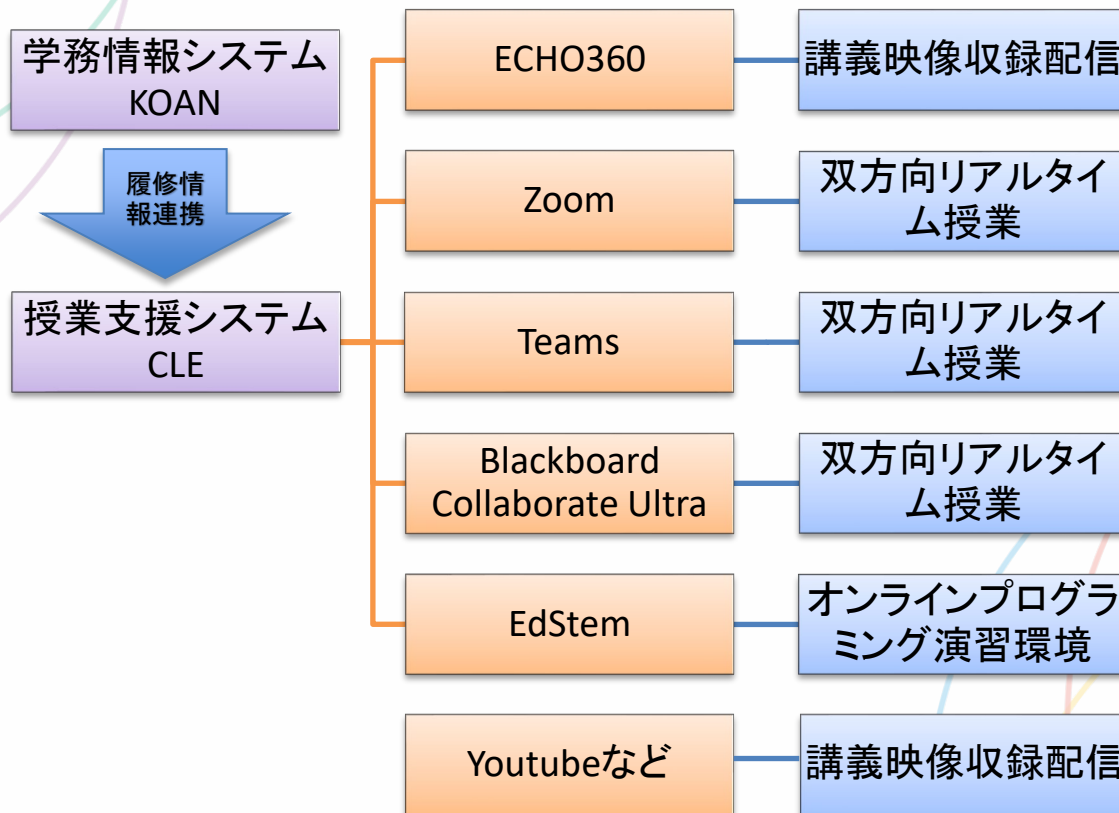 学務情報システム
KOAN
履修情
報連携
授業支援システム
CLE
ECHO360
講義映像収録配信
Zoom
双方向リアルタイ
ム授業
Teams
双方向リアルタイ
ム授業
Blackboard
Collaborate Ultra
双方向リアルタイ
ム授業
EdStem
オンラインプログラ
ミング演習環境
Youtubeなど
講義映像収録配信